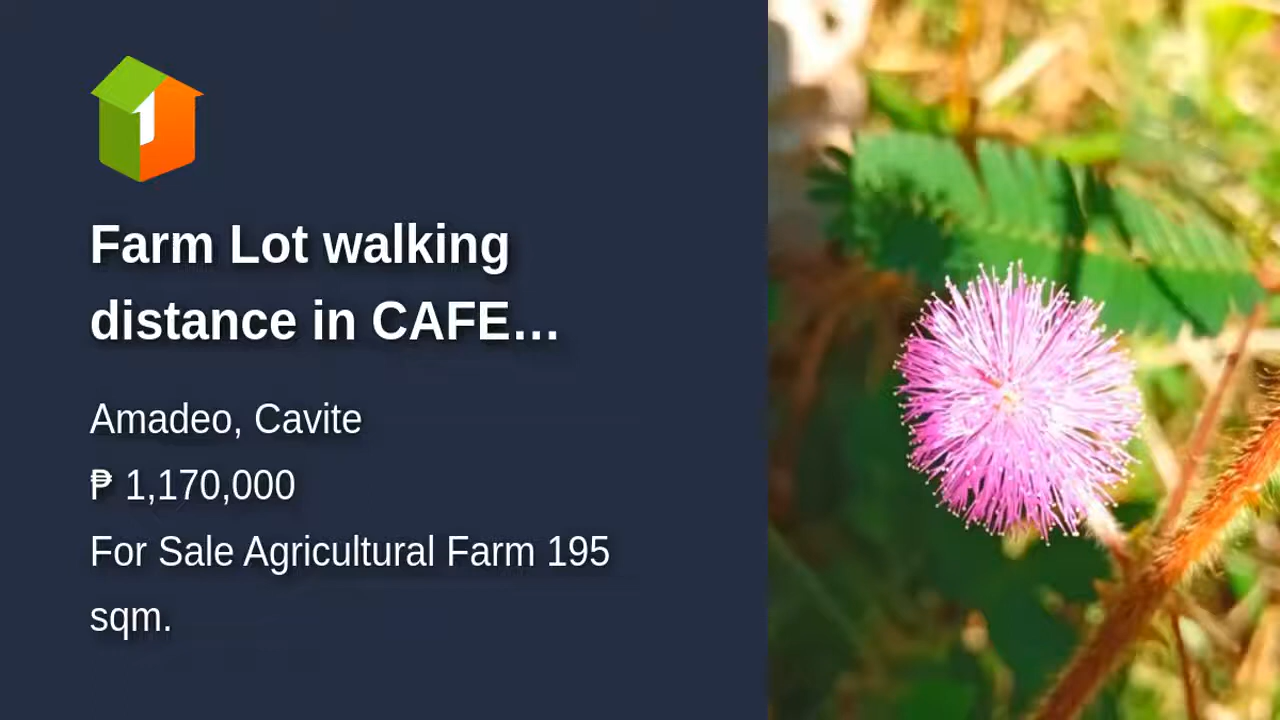 Farm Lot walking
distance in CAFE…
Amadeo, Cavite
₱ 1,170,000
For Sale Agricultural Farm 195
sqm.